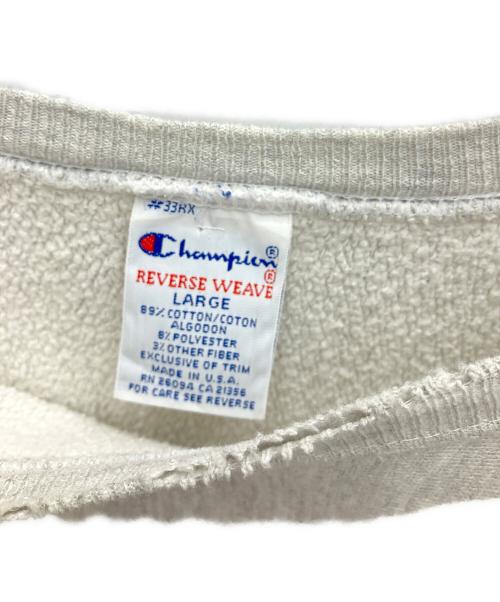 #33RX
Champion®
REVERSE WEAVE®
LARGE
89% COTTON/COTON
ALGODON
8% POLYESTER
3% OTHER FIBER
EXCLUSIVE OF TRIM
MADE IN U.S.A.
RN 26094 CA 21356
FOR CARE SEE REVERSE